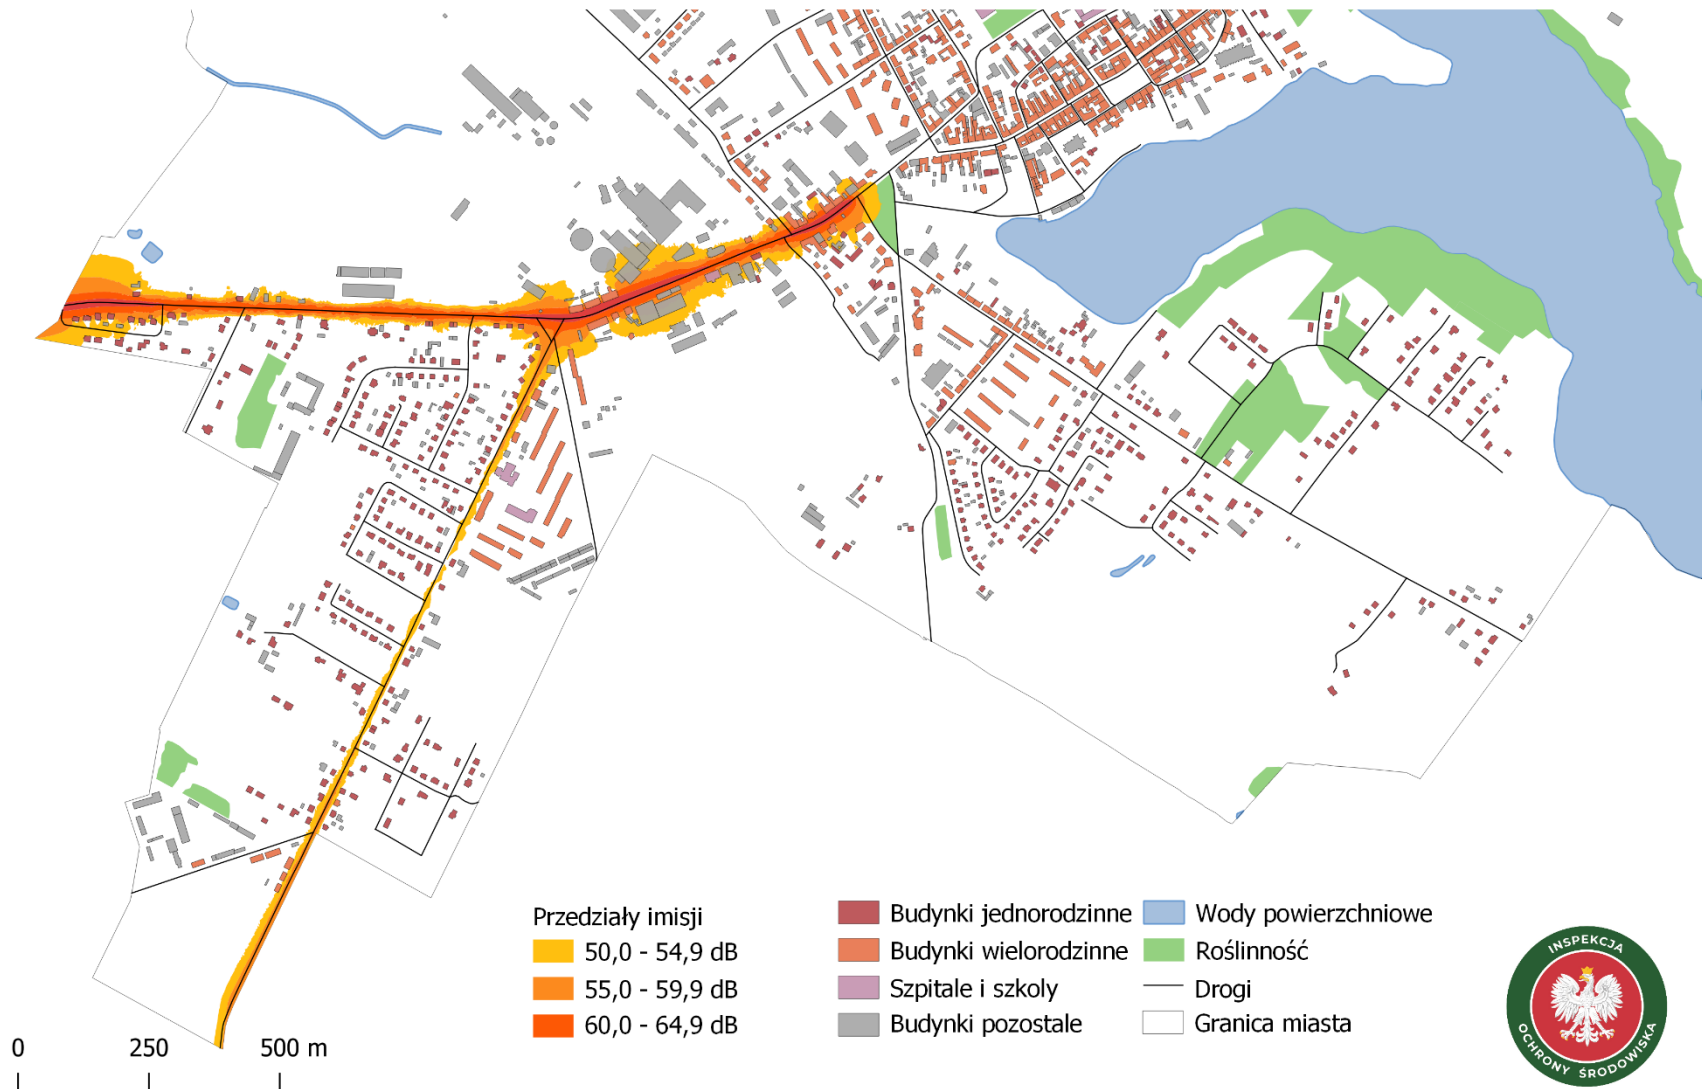 Przedziały imisji
50,0 - 54,9 dB
55,0 - 59,9 dB
60,0 - 64,9 dB
Budynki jednorodzinne
Budynki wielorodzinne
Szpitale i szkoly
Budynki pozostałe
Wody powierzchniowe
Roślinność
Drogi
Granica miasta
0 250 500 m
INSPEKCJA
OCHRONY ŚRODOWISKA